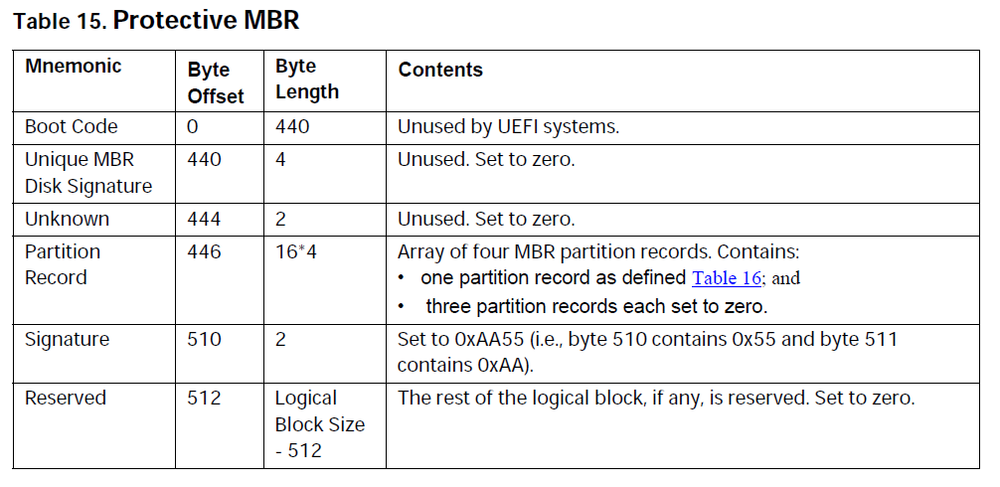 Table 15. Protective MBR
Mnemonic Byte Offset Byte Length Contents
Boot Code 0 440 Unused by UEFI systems.
Unique MBR Disk Signature 440 4 Unused. Set to zero.
Unknown 444 2 Unused. Set to zero.
Partition Record 446 16*4 Array of four MBR partition records. Contains:
• one partition record as defined Table 16; and
• three partition records each set to zero.
Signature 510 2 Set to 0xAA55 (i.e., byte 510 contains 0x55 and byte 511
contains 0xAA).
Reserved 512 Logical Block Size - 512 The rest of the logical block, if any, is reserved. Set to zero.